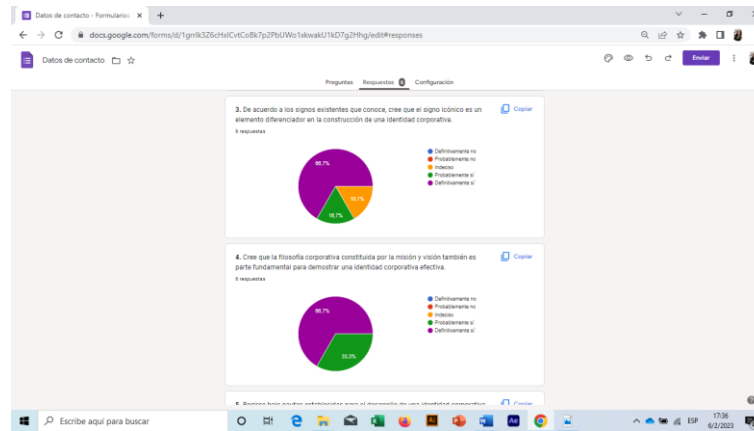 Datos de contacto - Formularios
docs.google.com/forms/d/1grrlk3Z6cHxlCvtCoBk7p2PbUWo1xkwakU1kD7g2Hhg/edit#responses
Datos de contacto
Enviar
Preguntas Respuestas 6 Configuración
3. De acuerdo a los signos existentes que conoce, cree que el signo icónico es un
elemento diferenciador en la construcción de una identidad corporativa.
Copiar
6 respuestas
Definitivamente no
Probablemente no
Indeciso
Probablemente sí
Definitivamente sí
66,7%
16,7%
16,7%
4. Cree que la filosofía corporativa constituida por la misión y visión también es
parte fundamental para demostrar una identidad corporativa efectiva.
Copiar
6 respuestas
Definitivamente no
Probablemente no
Indeciso
Probablemente sí
Definitivamente sí
66,7%
33,3%
Copiar
Escribe aquí para buscar
ESP
17:36
6/2/2023